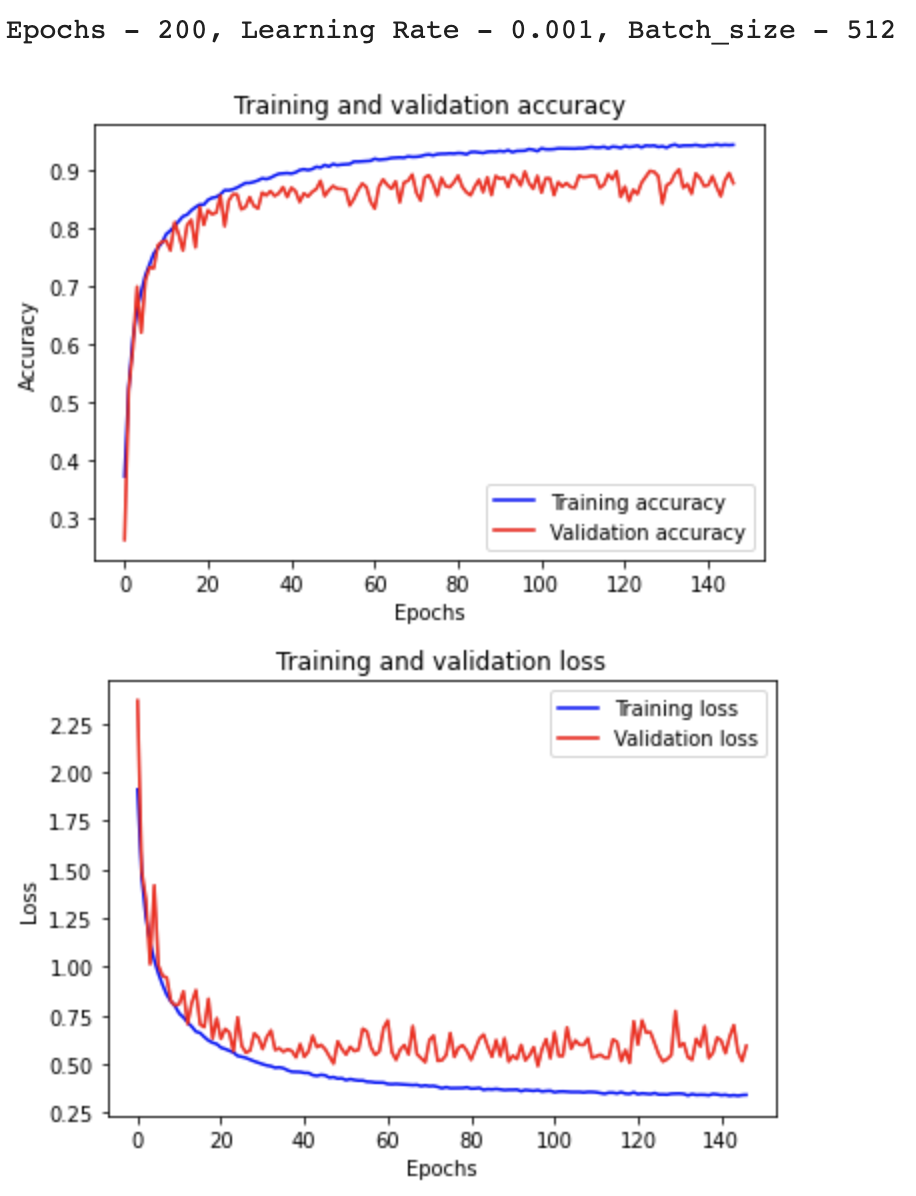 Epochs - 200, Learning Rate - 0.001, Batch_size - 512
Training and validation accuracy
0.9
0.8
0.7
0.6
0.5
0.4
0.3
Accuracy
Training accuracy
Validation accuracy
0 20 40 60 80 100 120 140
Epochs
Training and validation loss
2.25
2.00
1.75
1.50
1.25
1.00
0.75
0.50
0.25
Loss
Training loss
Validation loss
0 20 40 60 80 100 120 140
Epochs